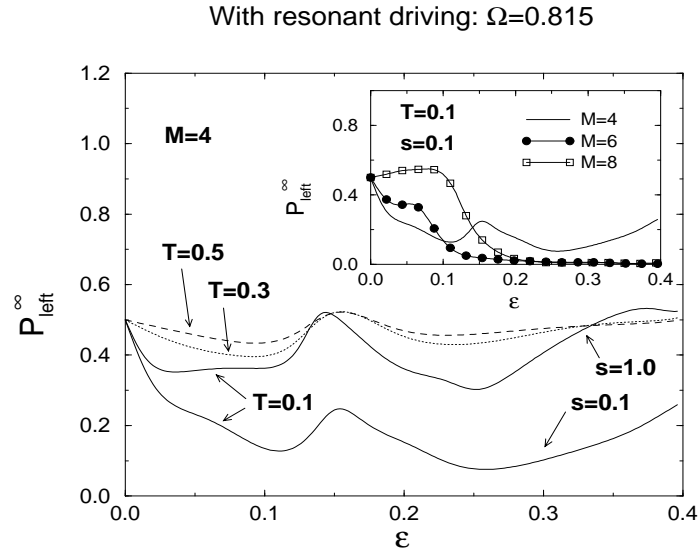 With resonant driving: Ω=0.815
1.2
1.0
0.8
0.6
0.4
0.2
0.0
P∞left
M=4
T=0.5
T=0.3
T=0.1
s=1.0
s=0.1
0.0 0.1 0.2 0.3 0.4
ε
0.8
0.4
0.0
P∞left
T=0.1
s=0.1
M=4
M=6
M=8
0.0 0.1 0.2 0.3 0.4
ε